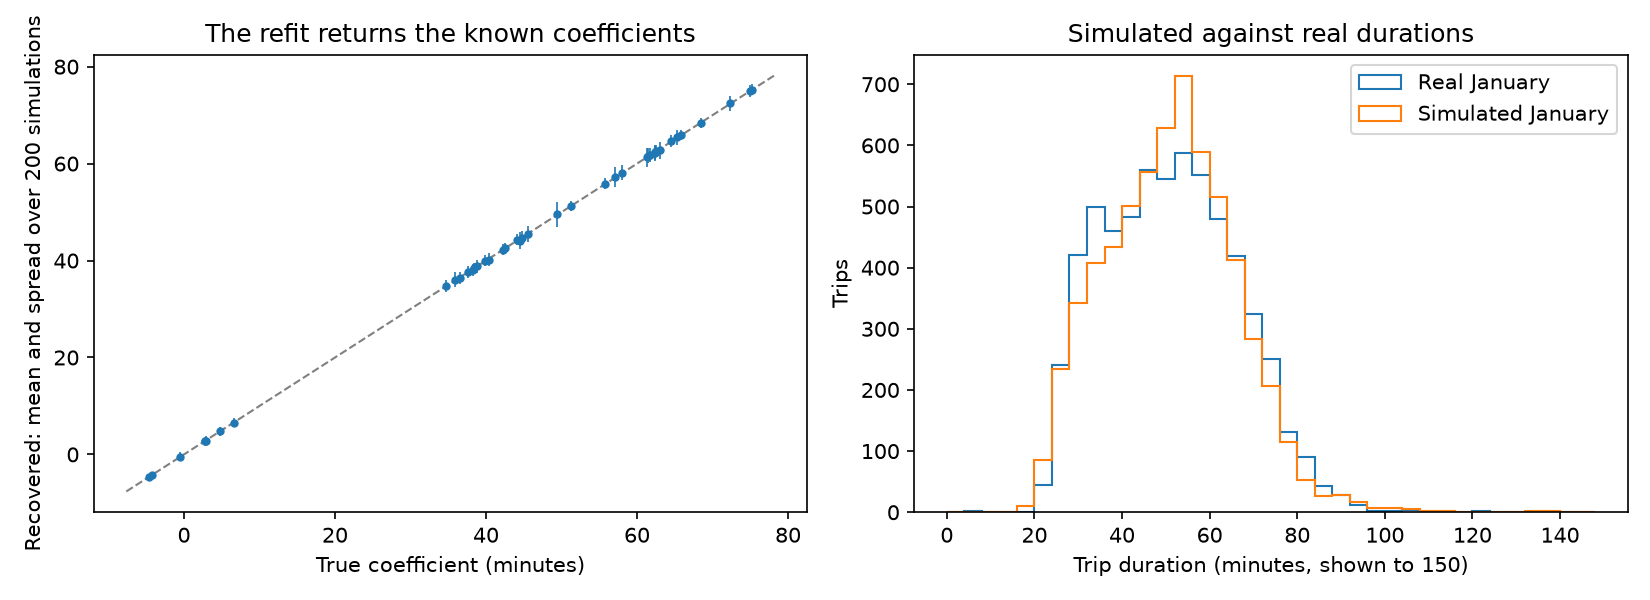 The refit returns the known coefficients
Recovered: mean and spread over 200 simulations
80
60
40
20
0
0 20 40 60 80
True coefficient (minutes)
Simulated against real durations
Trips
700
600
500
400
300
200
100
0
Real January
Simulated January
0 20 40 60 80 100 120 140
Trip duration (minutes, shown to 150)